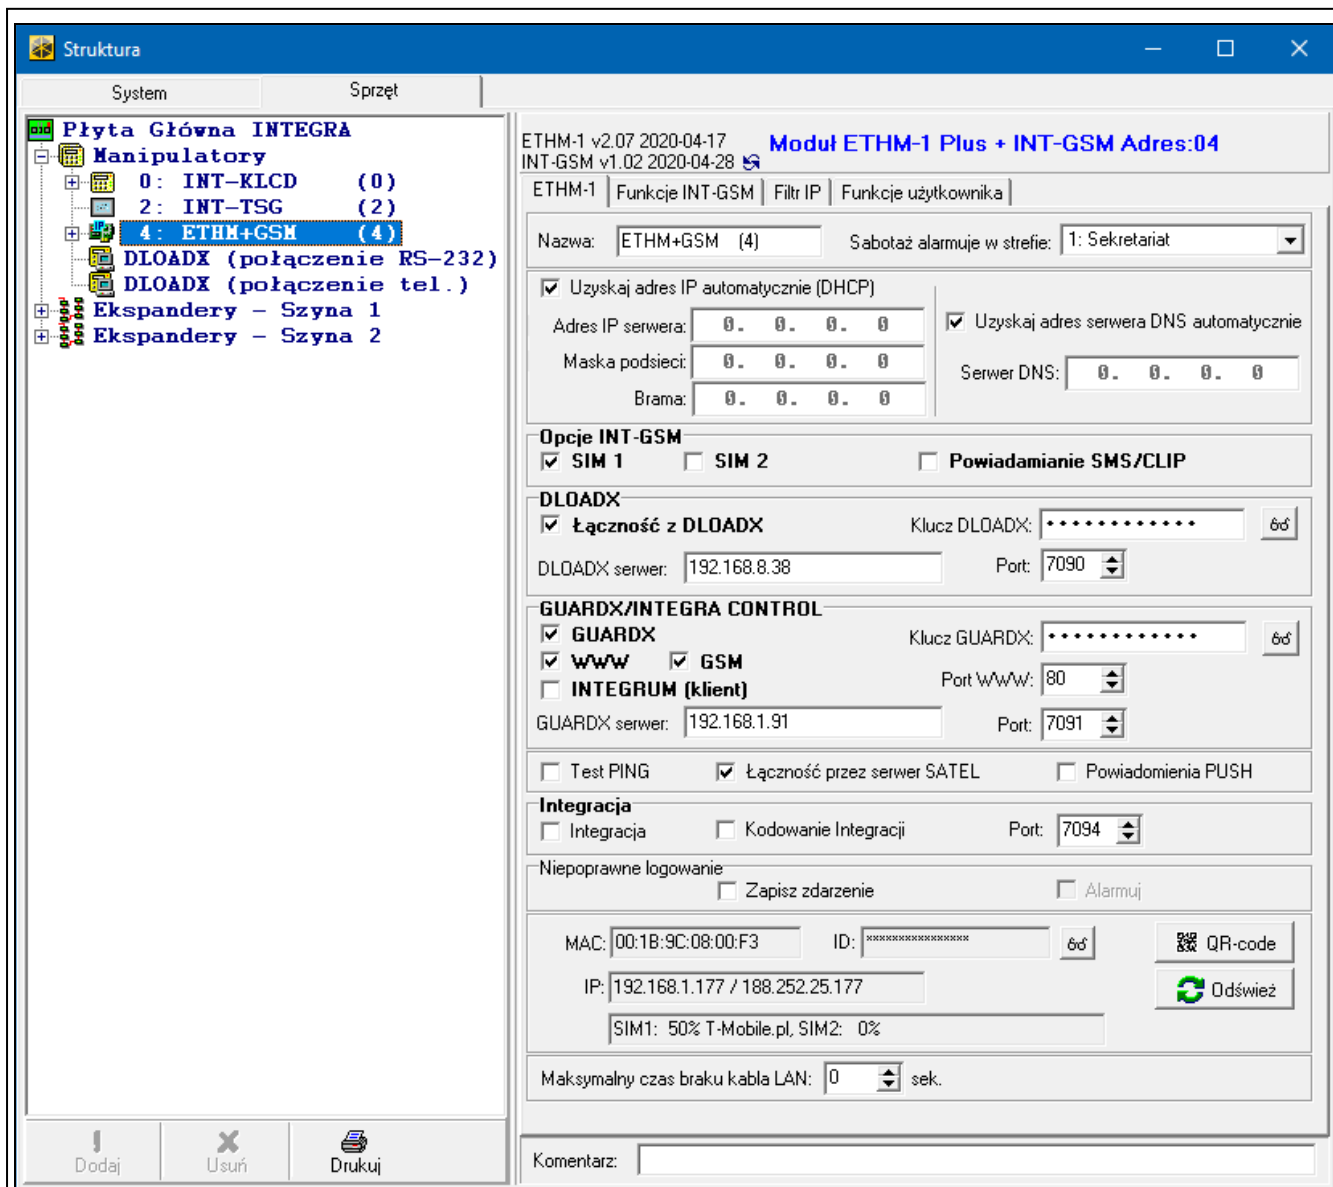 Struktura
System
Sprzęt
Płyta Główna INTEGRA
Manipulatory
0: INT-KLCD (0)
2: INT-TSG (2)
4: ETHM+GSM (4)
DLOADX (połączenie RS-232)
DLOADX (połączenie tel.)
Ekspandery - Szyna 1
Ekspandery - Szyna 2
Dodaj
Usuń
Drukuj
ETHM-1 v2.07 2020-04-17
INT-GSM v1.02 2020-04-28
Moduł ETHM-1 Plus + INT-GSM Adres:04
ETHM-1 Funkcje INT-GSM Filtr IP Funkcje użytkownika
Nazwa: ETHM+GSM (4) Sabotaż alarmuje w strefie: 1: Sekretariat
Uzyskaj adres IP automatycznie (DHCP)
Adres IP serwera: 0. 0. 0. 0
Maska podsieci: 0. 0. 0. 0
Brama: 0. 0. 0. 0
Uzyskaj adres serwera DNS automatycznie
Serwer DNS: 0. 0. 0. 0
Opcje INT-GSM
SIM 1 SIM 2 Powiadamianie SMS/CLIP
DLOADX
Łączność z DLOADX Klucz DLOADX: ••••••••••••
DLOADX serwer: 192.168.8.38 Port: 7090
GUARDX/INTEGRA CONTROL
GUARDX Klucz GUARDX: ••••••••••••
WWW GSM Port WWW: 80
INTEGRUM (klient)
GUARDX serwer: 192.168.1.91 Port: 7091
Test PING Łączność przez serwer SATEL Powiadomienia PUSH
Integracja
Integracja Kodowanie Integracji Port: 7094
Niepoprawne logowanie
Zapisz zdarzenie Alarmuj
MAC: 00:1B:9C:08:00:F3 ID: **************** QR-code
IP: 192.168.1.177 / 188.252.25.177 Odśwież
SIM1: 50% T-Mobile.pl, SIM2: 0%
Maksymalny czas braku kabla LAN: 0 sek.
Komentarz: